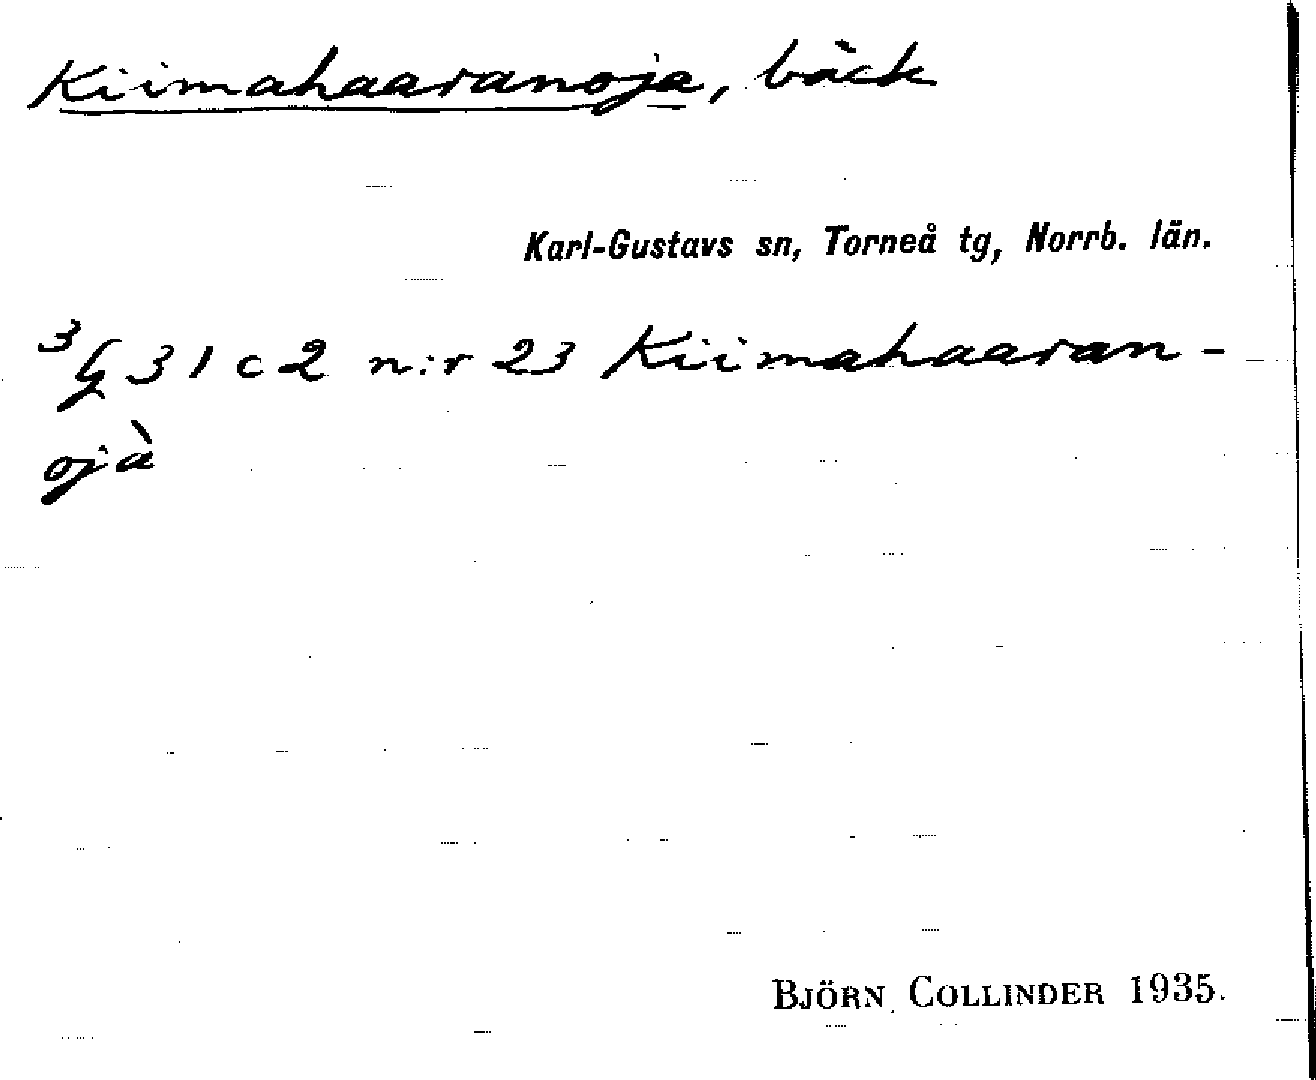 Kiimahaaranoja, bäck
Karl-Gustavs sn, Torneå tg, Norrb. län.
³G 31 c 2 n:r 23 Kiimahaaran-
ojà
BJÖRN COLLINDER 1935.